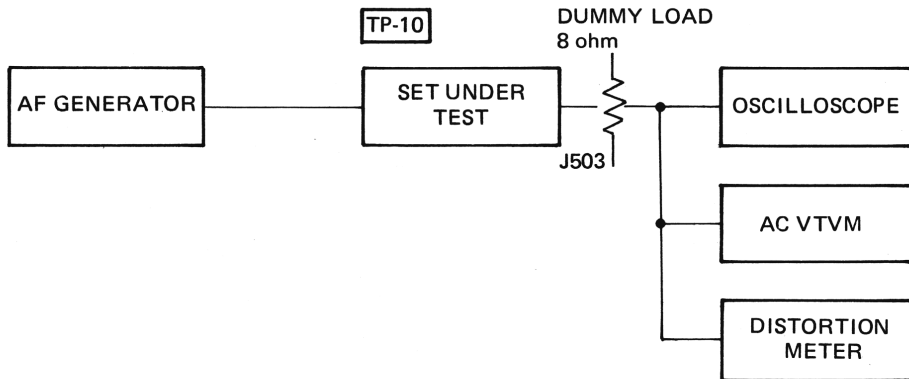 TP-10
DUMMY LOAD
8 ohm
AF GENERATOR
SET UNDER
TEST
OSCILLOSCOPE
J503
AC VTVM
DISTORTION
METER